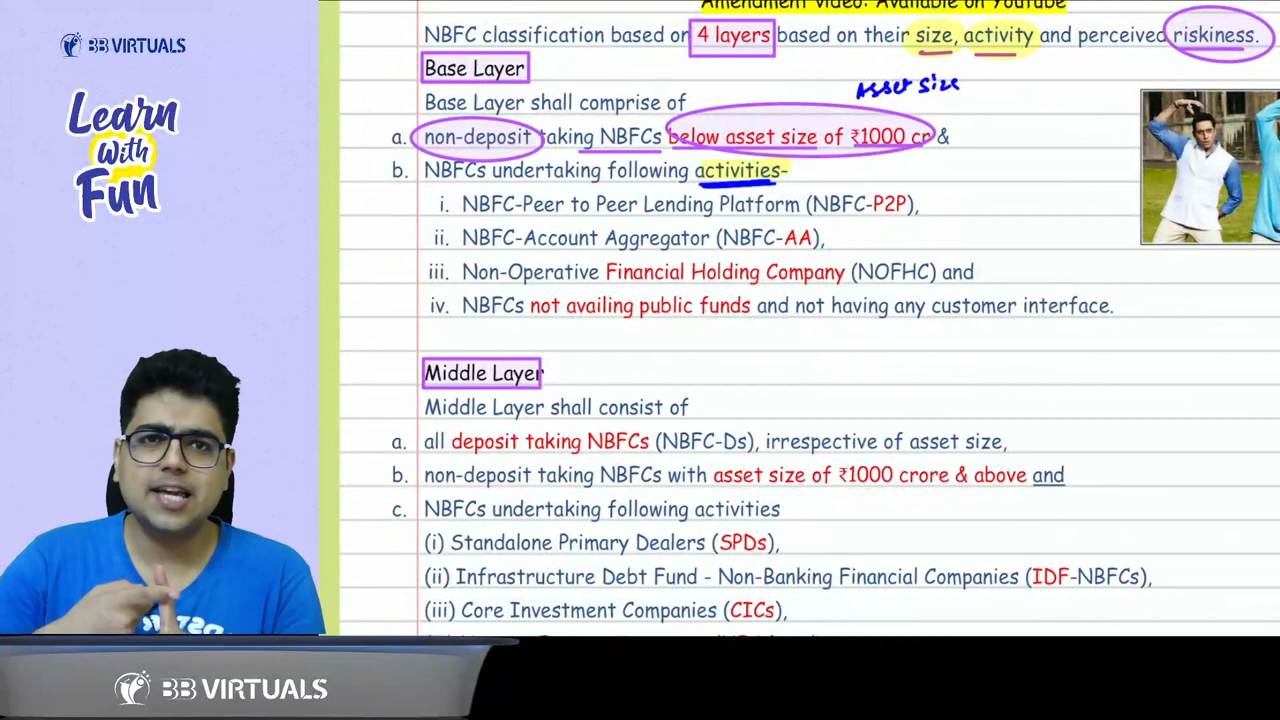 Amendment Video: Available on Youtube
BB VIRTUALS
NBFC classification based on 4 layers based on their size, activity and perceived riskiness.
Learn
With
Fun
Base Layer
Base Layer shall comprise of
Asset Size
a. non-deposit taking NBFCs below asset size of ₹1000 cr &
b. NBFCs undertaking following activities-
i. NBFC-Peer to Peer Lending Platform (NBFC-P2P),
ii. NBFC-Account Aggregator (NBFC-AA),
iii. Non-Operative Financial Holding Company (NOFHC) and
iv. NBFCs not availing public funds and not having any customer interface.
Middle Layer
Middle Layer shall consist of
a. all deposit taking NBFCs (NBFC-Ds), irrespective of asset size,
b. non-deposit taking NBFCs with asset size of ₹1000 crore & above and
c. NBFCs undertaking following activities
(i) Standalone Primary Dealers (SPDs),
(ii) Infrastructure Debt Fund - Non-Banking Financial Companies (IDF-NBFCs),
(iii) Core Investment Companies (CICs),
BB VIRTUALS